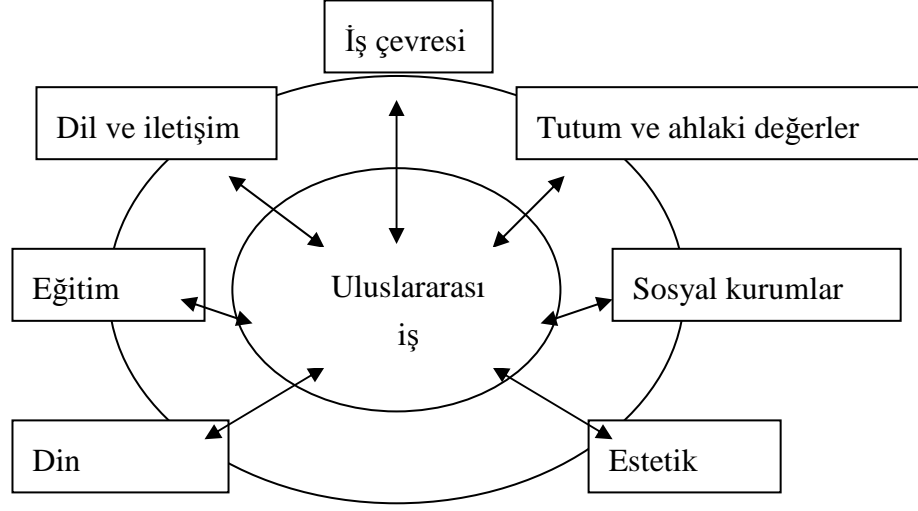 İş çevresi
Dil ve iletişim
Tutum ve ahlaki değerler
Eğitim
Uluslararası
iş
Sosyal kurumlar
Din
Estetik